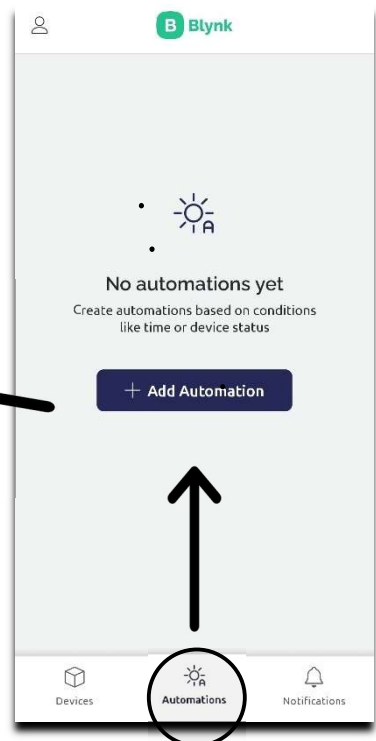 B Blynk
No automations yet
Create automations based on conditions
like time or device status
+ Add Automation
Devices
Automations
Notifications